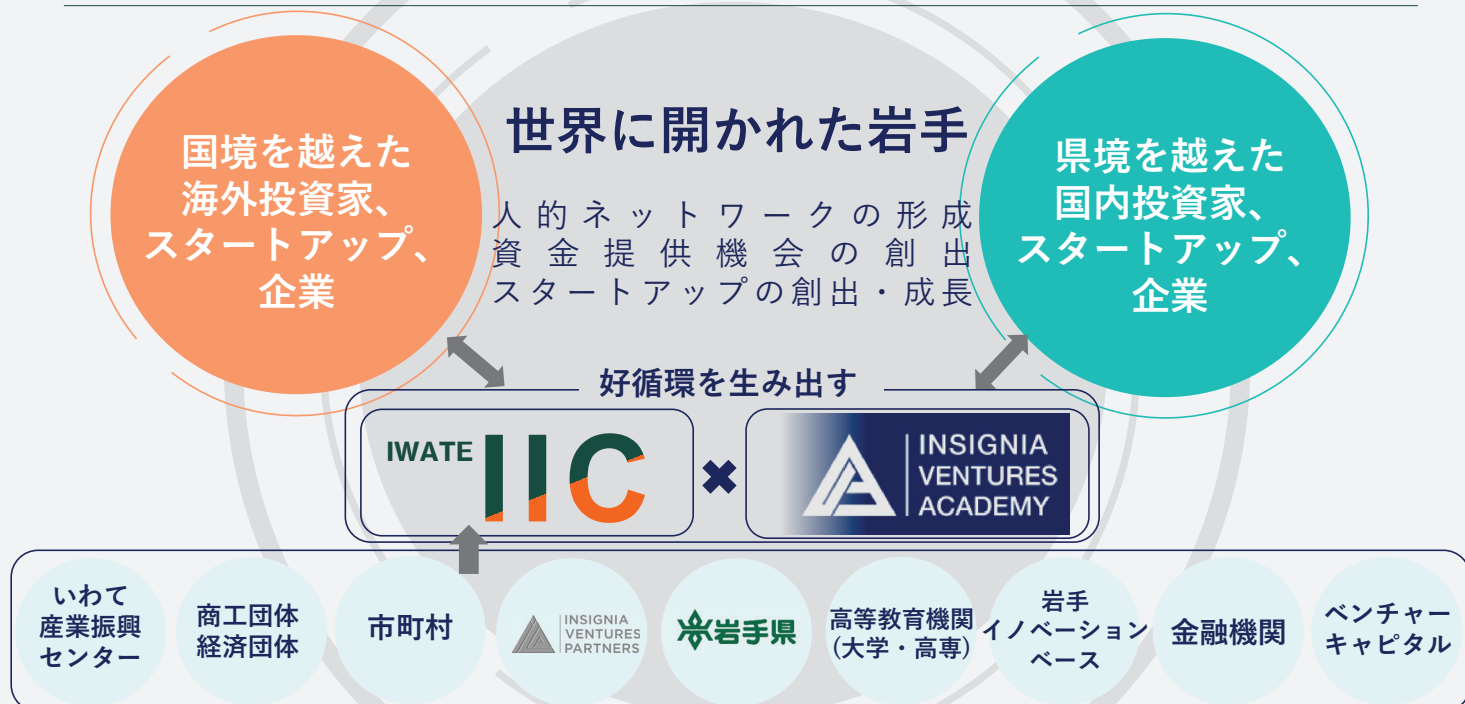 国境を越えた
海外投資家、
スタートアップ、
企業
世界に開かれた岩手
人的ネットワークの形成
資金提供機会の創出
スタートアップの創出・成長
県境を越えた
国内投資家、
スタートアップ、
企業
好循環を生み出す
IWATE IIC
×
INSIGNIA
VENTURES
ACADEMY
いわて
産業振興
センター
商工団体
経済団体
市町村
INSIGNIA
VENTURES
PARTNERS
岩手県
高等教育機関
(大学・高専)
岩手
イノベーション
ベース
金融機関
ベンチャー
キャピタル